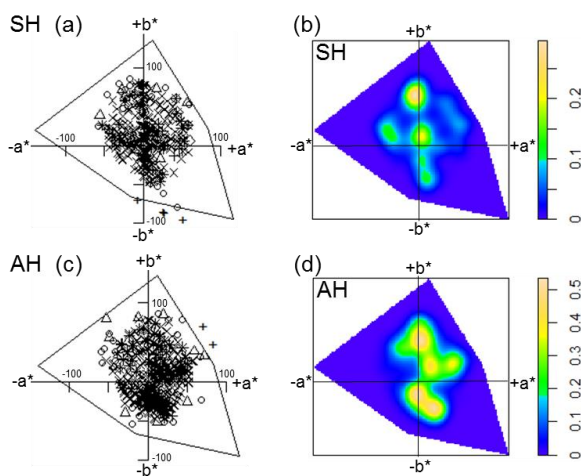 SH (a)
+b*
100
-a*
-100
100
+a*
-100
-b*
(b)
SH
+b*
-a*
+a*
-b*
0.2
0.1
0
AH (c)
+b*
100
-a*
-100
100
+a*
-100
-b*
(d)
AH
+b*
-a*
+a*
-b*
0.5
0.4
0.3
0.2
0.1
0